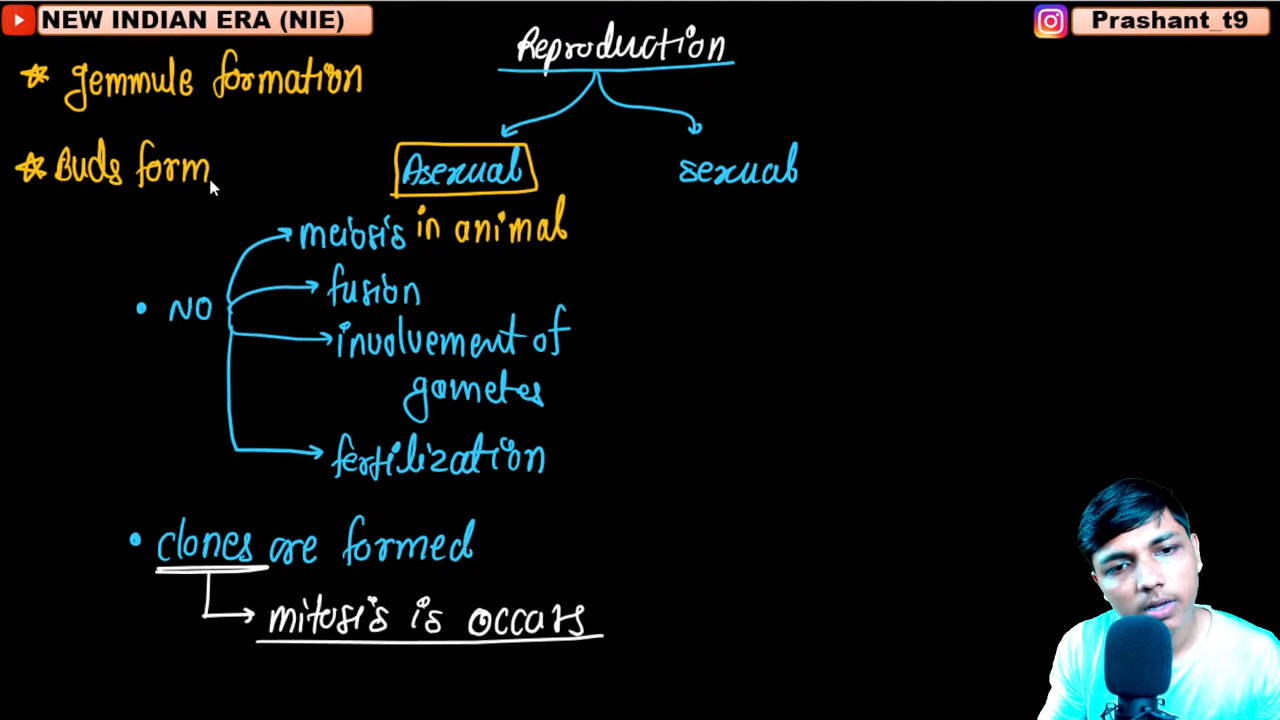 NEW INDIAN ERA (NIE)
Prashant_t9
Reproduction
* gemmule formation
* Buds form
Asexual
sexual
meiosis in animal
fusion
• NO
involvement of
gametes
fertilization
• clones are formed
mitosis is occars